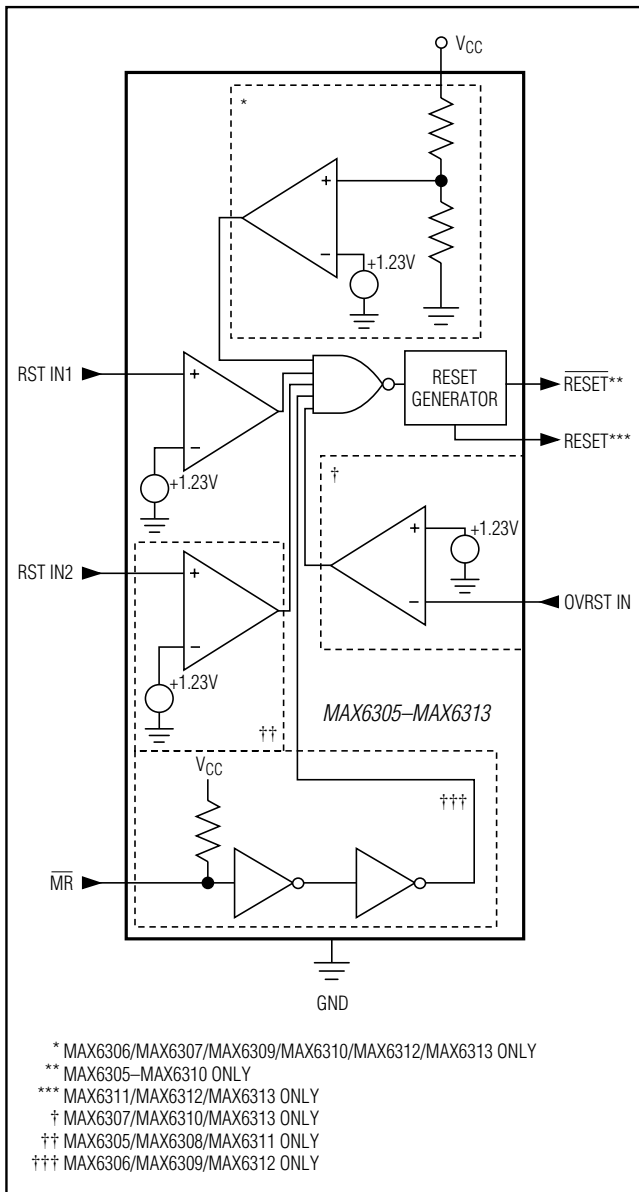 VCC
*
+
−
+1.23V
RST IN1
+
−
+1.23V
RESET
GENERATOR
RESET**
RESET***
†
+
+1.23V
−
OVRST IN
RST IN2
+
−
+1.23V
††
MAX6305–MAX6313
VCC
†††
MR
GND
* MAX6306/MAX6307/MAX6309/MAX6310/MAX6312/MAX6313 ONLY
** MAX6305–MAX6310 ONLY
*** MAX6311/MAX6312/MAX6313 ONLY
† MAX6307/MAX6310/MAX6313 ONLY
†† MAX6305/MAX6308/MAX6311 ONLY
††† MAX6306/MAX6309/MAX6312 ONLY